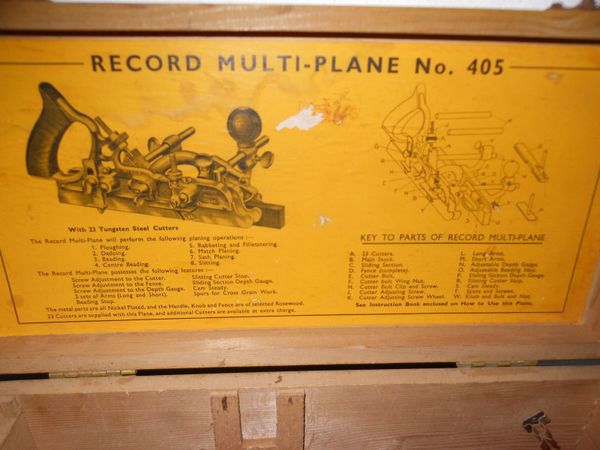 RECORD MULTI-PLANE No. 405
With 23 Tungsten Steel Cutters
The Record Multi-Plane will perform the following planing operations :—
1. Ploughing.
2. Dadoing.
3. Beading.
4. Centre Beading.
5. Rabbeting and Filletstering.
6. Match Planing.
7. Sash Planing.
8. Slitting.
The Record Multi-Plane possesses the following features :—
Screw Adjustment to the Cutter.
Screw Adjustment to the Fence.
Screw Adjustment to the Depth Gauge.
2 sets of Arms (Long and Short).
Beading Stop.
Slitting Cutter Stop.
Sliding Section Depth Gauge.
Cam Steady.
Spurs for Cross Grain Work.
The metal parts are all Nickel Plated, and the Handle, Knob and Fence are of polished Rosewood.
23 Cutters are supplied with this Plane, and additional Cutters are available at extra charge.
KEY TO PARTS OF RECORD MULTI-PLANE
A. 23 Cutters.
B. Main Stock.
C. Sliding Section.
D. Fence (complete).
E. Cutter Bolt.
F. Cutter bolt Wing Nut.
G. Cutter Bolt Clip and Screw.
J. Cutter Adjusting Screw.
K. Cutter Adjusting Screw Wheel.
L. Long Arms.
M. Short Arms.
N. Adjustable Depth Gauge.
O. Adjustable Beading Stop.
P. Sliding Section Depth Gauge.
R. Slitting Cutter Stop.
S. Cam Steady.
T. Spurs and Screws.
W. Knob and Bolt and Nut.
See Instruction Book enclosed on How to Use this Plane.